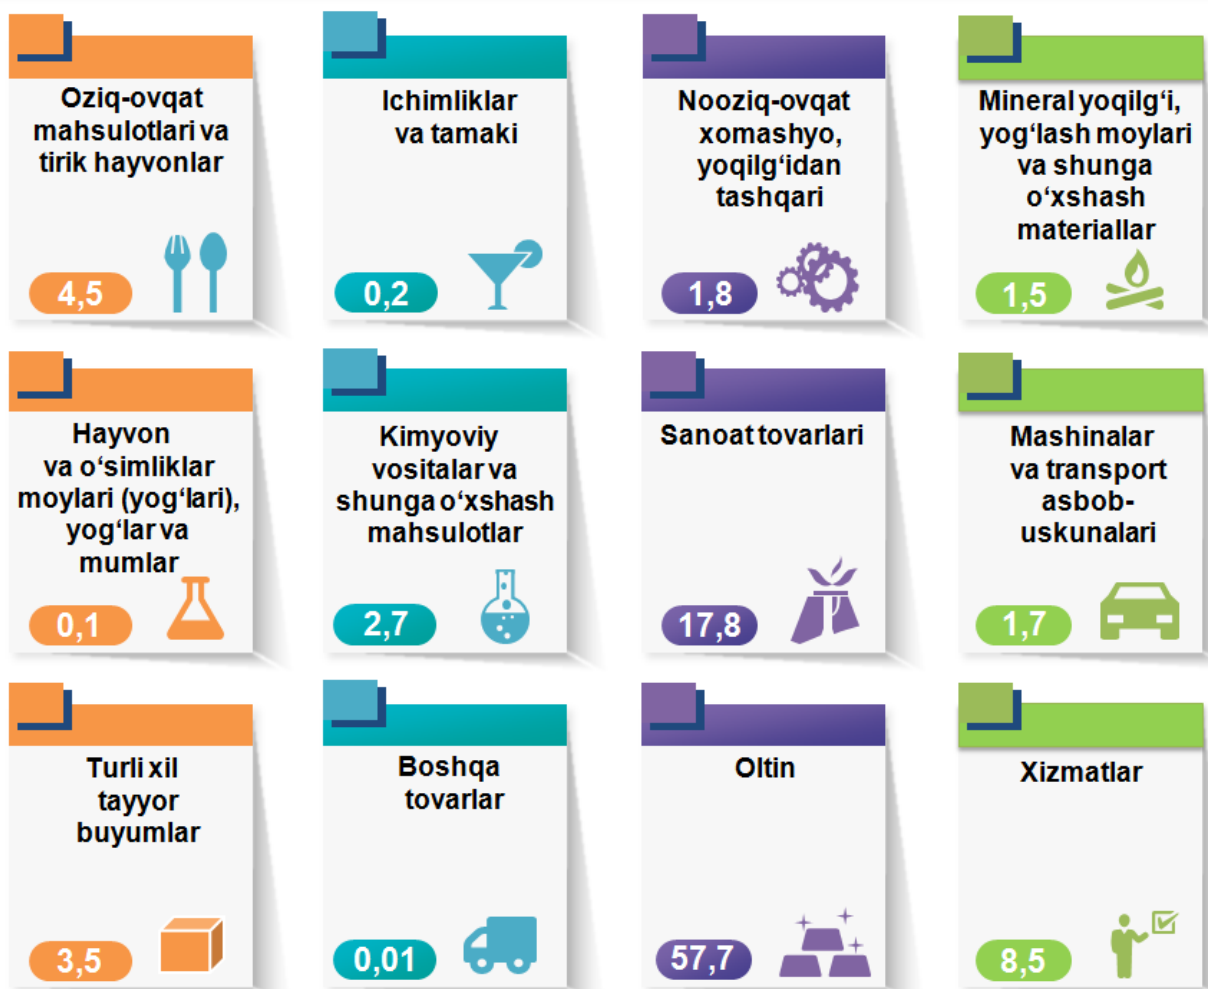 Oziq-ovqat
mahsulotlari va
tirik hayvonlar
4,5
Ichimliklar
va tamaki
0,2
Nooziq-ovqat
xomashyo,
yoqilg‘idan
tashqari
1,8
Mineral yoqilg‘i,
yog‘lash moylari
va shunga
o‘xshash
materiallar
1,5
Hayvon
va o‘simliklar
moylari (yog‘lari),
yog‘lar va
mumlar
0,1
Kimyoviy
vositalar va
shunga o‘xshash
mahsulotlar
2,7
Sanoat tovarlari
17,8
Mashinalar
va transport
asbob-
uskunalari
1,7
Turli xil
tayyor
buyumlar
3,5
Boshqa
tovarlar
0,01
Oltin
57,7
Xizmatlar
8,5